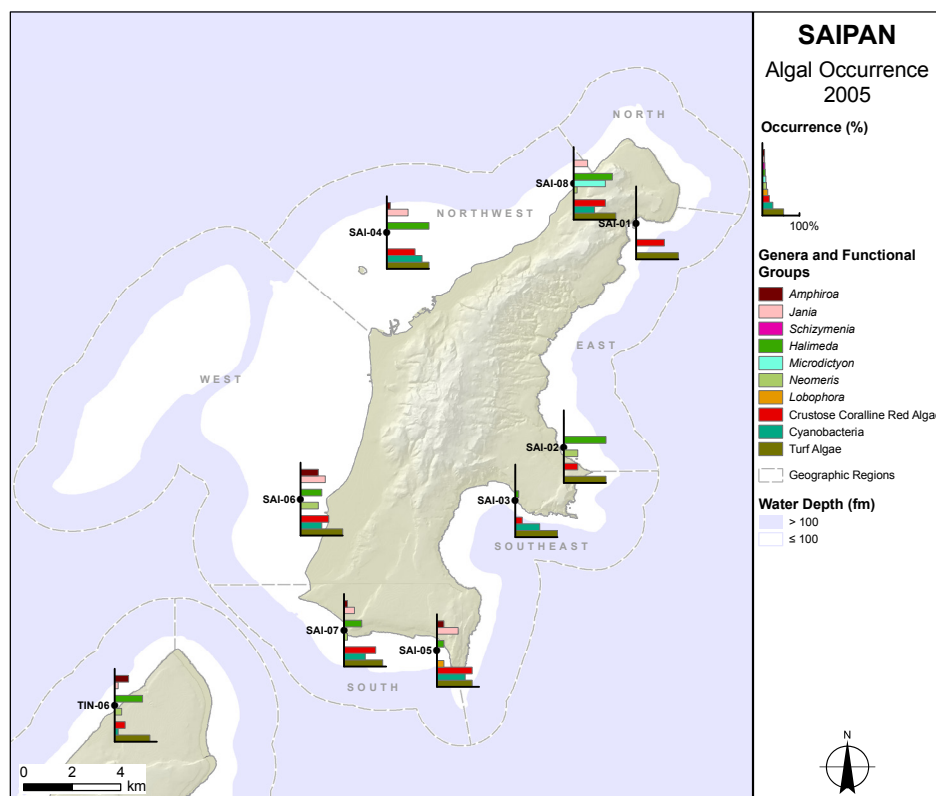 SAIPAN
Algal Occurrence
2005
Occurrence (%)
100%
Genera and Functional
Groups
Amphiroa
Jania
Schizymenia
Halimeda
Microdictyon
Neomeris
Lobophora
Crustose Coralline Red Algae
Cyanobacteria
Turf Algae
Geographic Regions
Water Depth (fm)
> 100
≤ 100
N
NORTH
SAI-08
NORTHWEST
SAI-01
SAI-04
EAST
WEST
SAI-02
SAI-06
SAI-03
SOUTHEAST
SAI-07
SAI-05
SOUTH
TIN-06
0 2 4
km